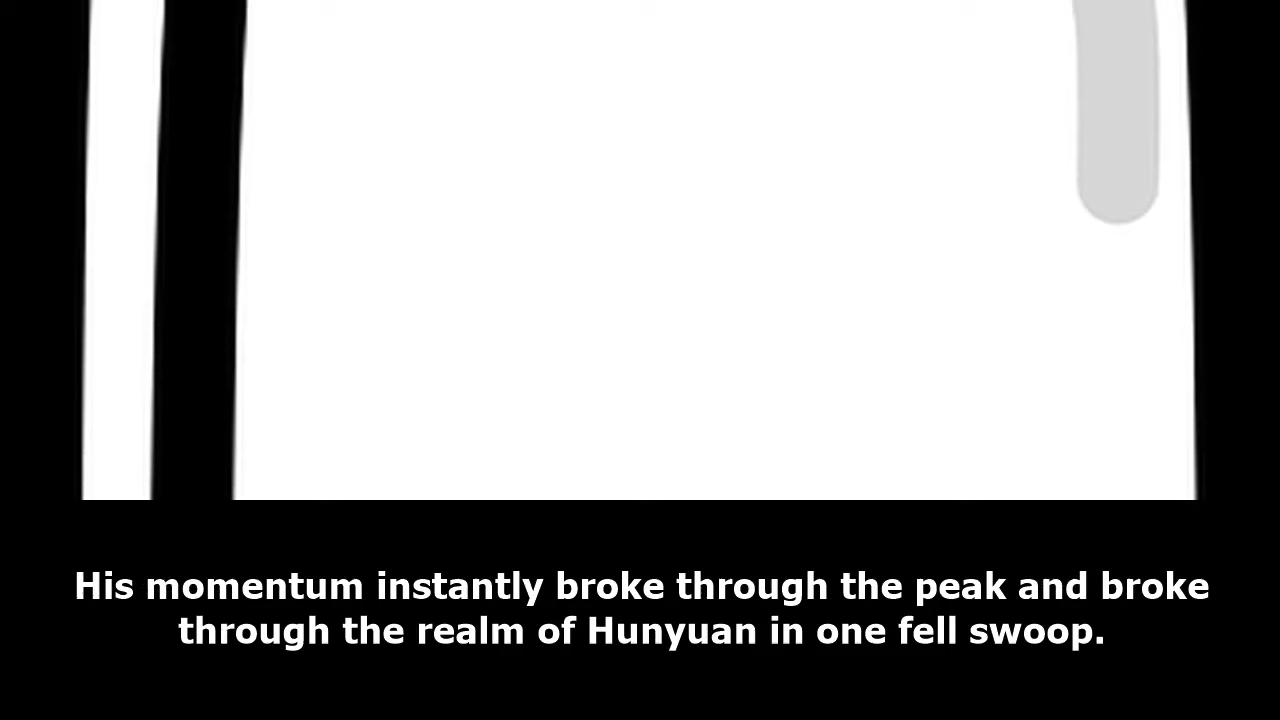 His momentum instantly broke through the peak and broke
through the realm of Hunyuan in one fell swoop.